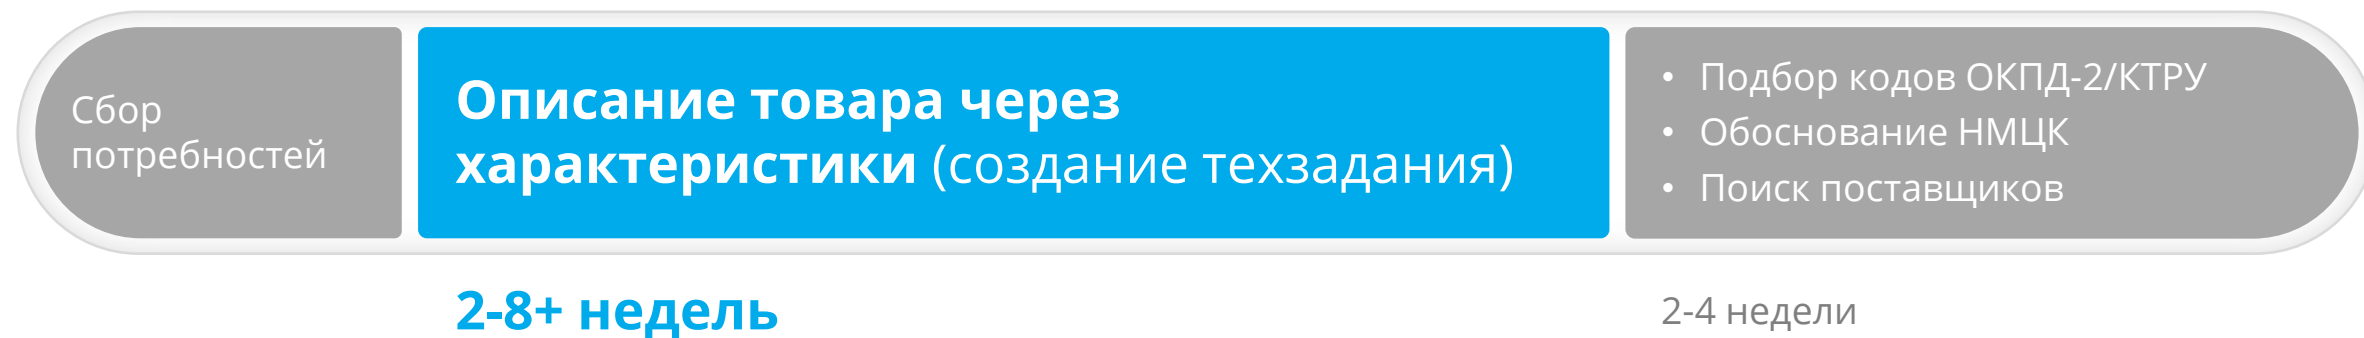 Сбор
потребностей
Описание товара через
характеристики (создание техзадания)
• Подбор кодов ОКПД-2/КТРУ
• Обоснование НМЦК
• Поиск поставщиков
2-8+ недель
2-4 недели